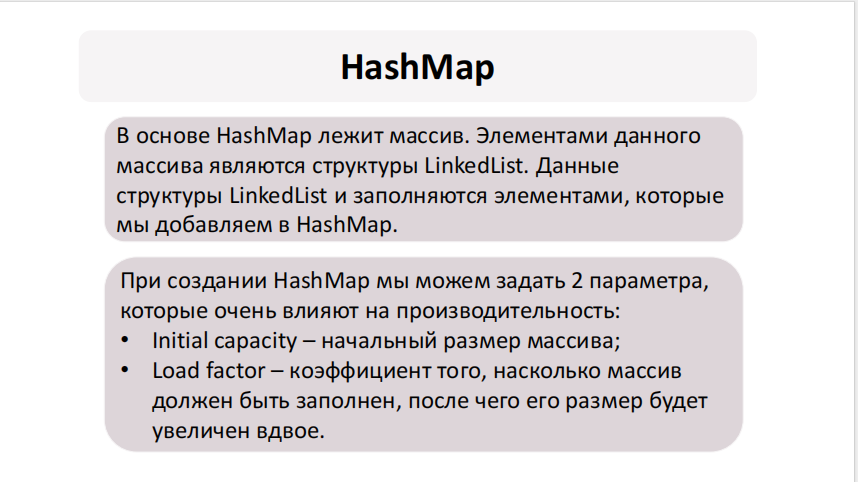 HashMap
В основе HashMap лежит массив. Элементами данного
массива являются структуры LinkedList. Данные
структуры LinkedList и заполняются элементами, которые
мы добавляем в HashMap.
При создании HashMap мы можем задать 2 параметра,
которые очень влияют на производительность:
• Initial capacity – начальный размер массива;
• Load factor – коэффициент того, насколько массив
должен быть заполнен, после чего его размер будет
увеличен вдвое.